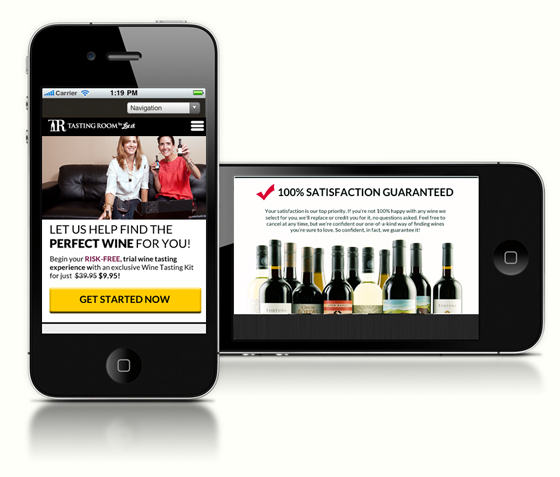 Carrier 1:19 PM
Navigation
TR TASTING ROOM by Lot18
LET US HELP FIND THE
PERFECT WINE FOR YOU!
Begin your RISK-FREE, trial wine tasting
experience with an exclusive Wine Tasting Kit
for just $39.95 $9.95!
GET STARTED NOW
100% SATISFACTION GUARANTEED
Your satisfaction is our top priority. If you're not 100% happy with any wine we
select for you, we'll replace or credit you for it, no-questions asked. Feel free to
cancel at any time, but we're confident our one-of-a-kind way of finding wines
you're sure to love. So confident, in fact, we guarantee it!